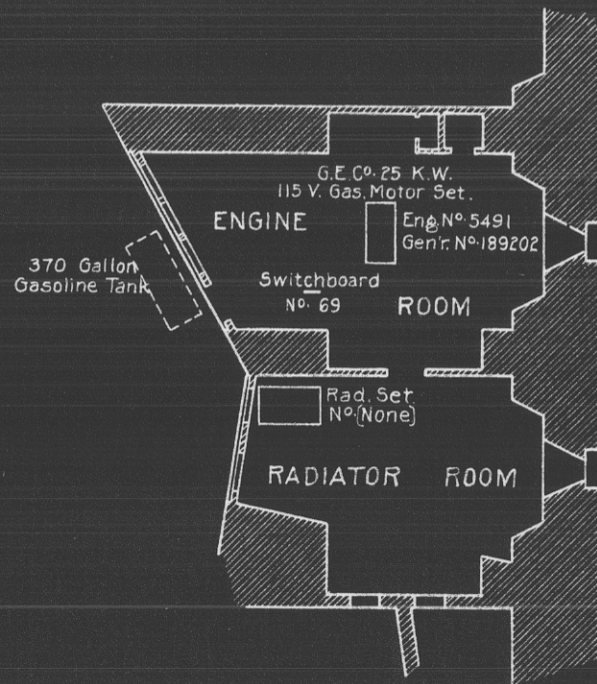 G.E.Co. 25 K.W.
115 V. Gas. Motor Set.
ENGINE
Eng. No. 5491
Gen'r. No. 189202
370 Gallon
Gasoline Tank
Switchboard
No. 69
ROOM
Rad. Set.
No. (None)
RADIATOR ROOM